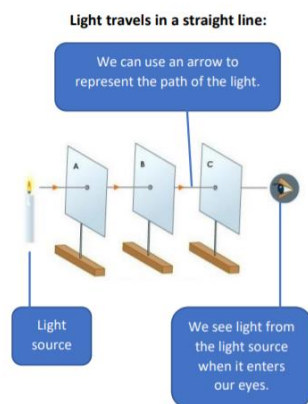 Light travels in a straight line:
We can use an arrow to
represent the path of the light.
A
B
C
Light
source
We see light from
the light source
when it enters
our eyes.